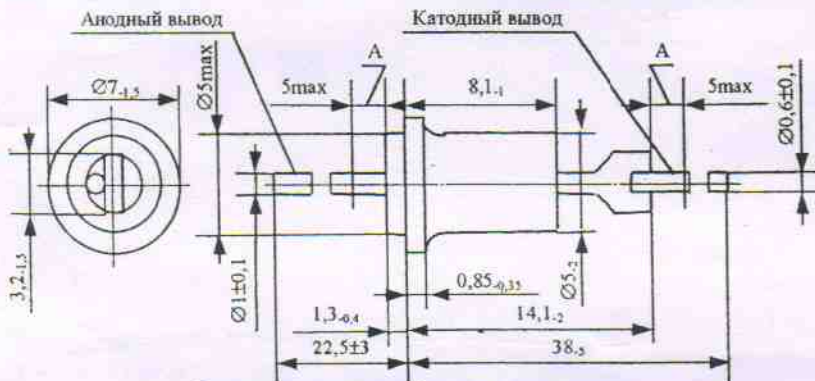 Анодный вывод
Катодный вывод
А
А
Ø7-1,5
Ø5max
5max
8,1-1
5max
Ø0,6±0,1
3,2-1,5
Ø1±0,1
0,85-0,35
Ø5-2
1,3-0,4
14,1-2
22,5±3
38-5